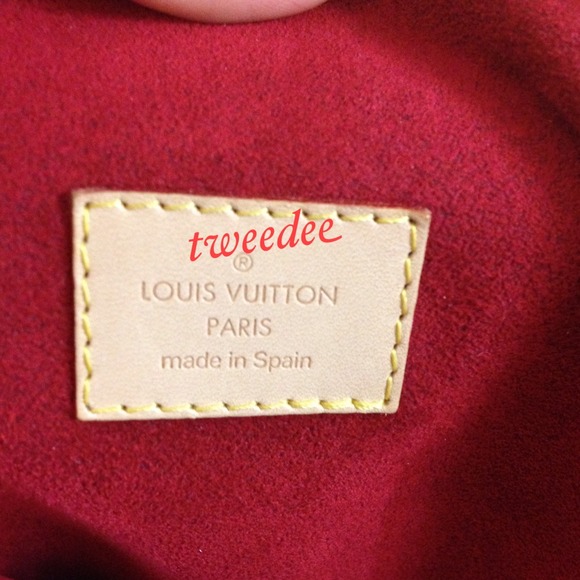 tweedee
®
LOUIS VUITTON
PARIS
made in Spain